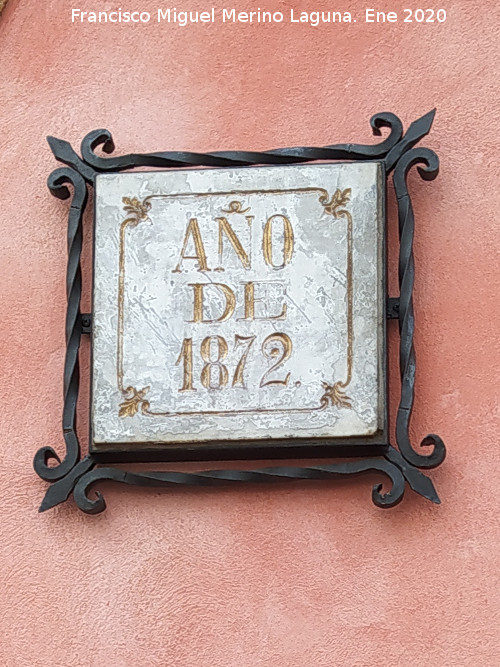 Francisco Miguel Merino Laguna. Ene 2020
AÑO
DE
1872.